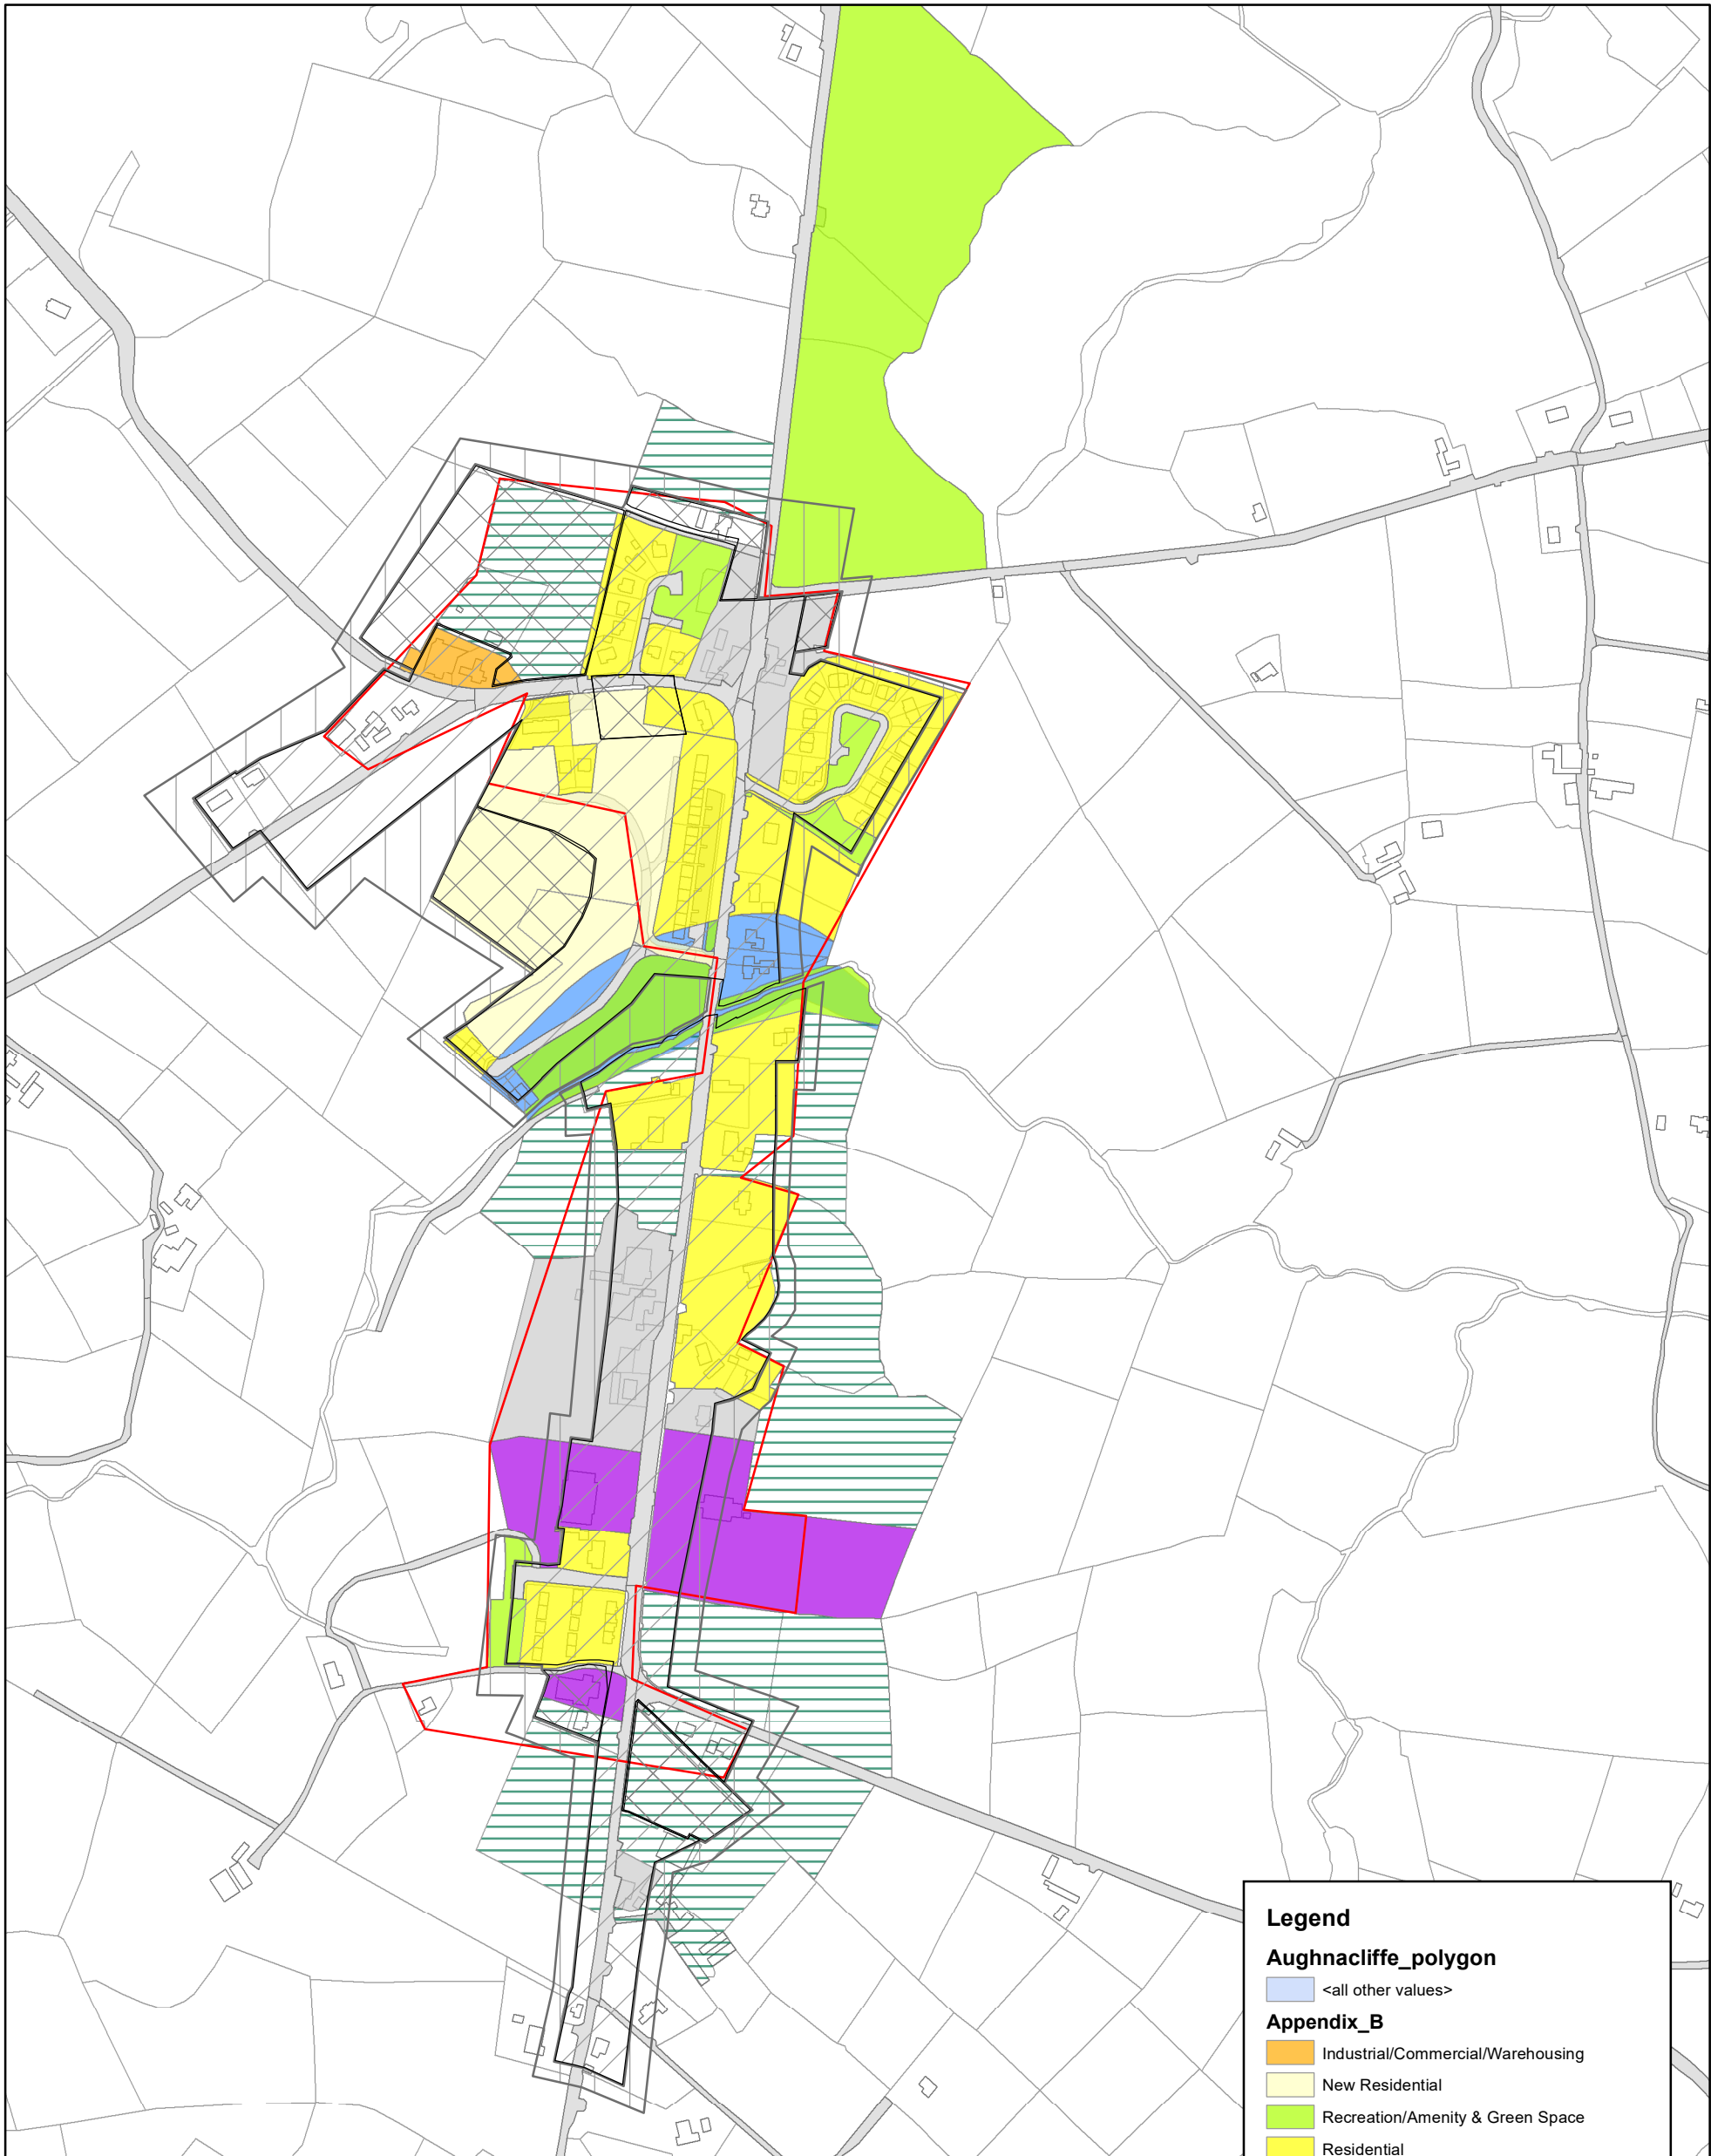 Legend
Aughnacliffe_polygon
<all other values>
Appendix_B
Industrial/Commercial/Warehousing
New Residential
Recreation/Amenity & Green Space
Residential